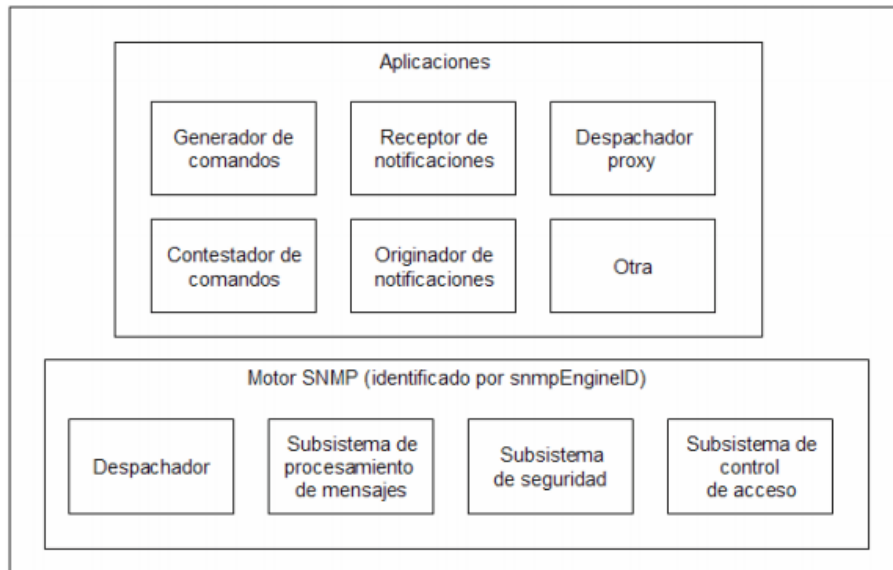 Aplicaciones
Generador de
comandos
Receptor de
notificaciones
Despachador
proxy
Contestador de
comandos
Originador de
notificaciones
Otra
Motor SNMP (identificado por snmpEngineID)
Despachador
Subsistema de
procesamiento
de mensajes
Subsistema
de seguridad
Subsistema de
control
de acceso